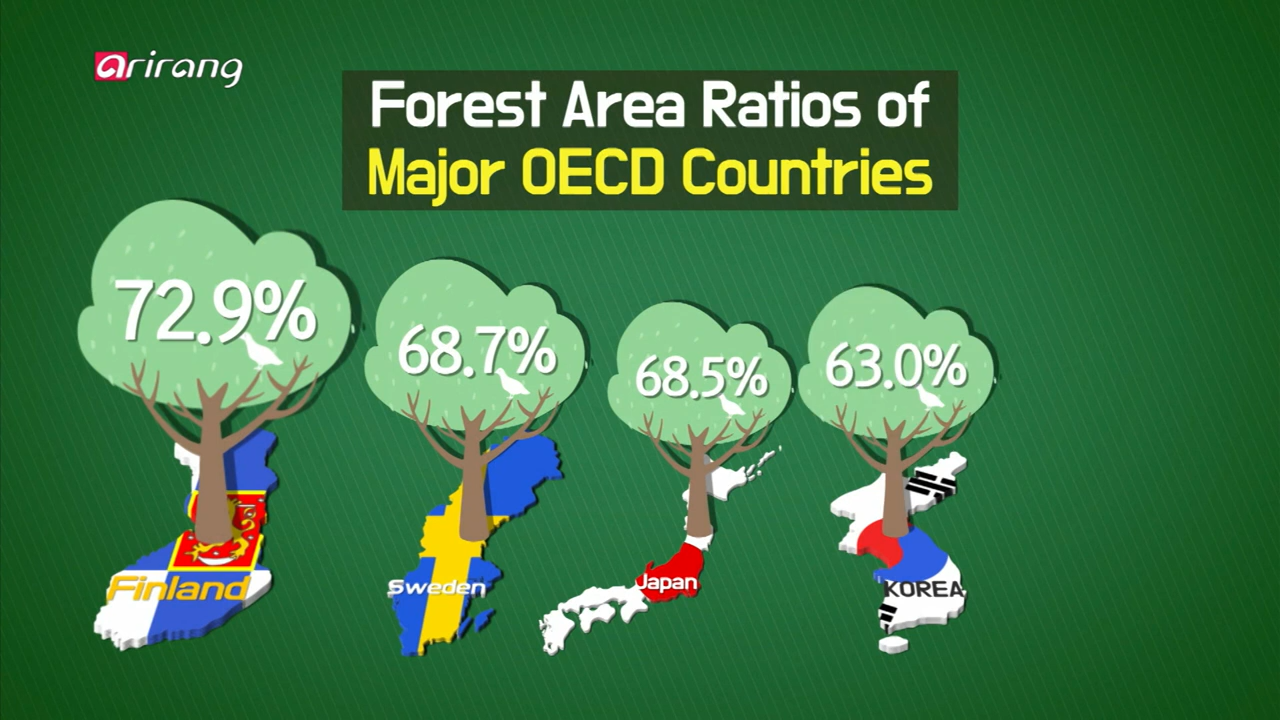 arirang
Forest Area Ratios of
Major OECD Countries
72.9%
68.7%
68.5%
63.0%
Finland
Sweden
Japan
KOREA